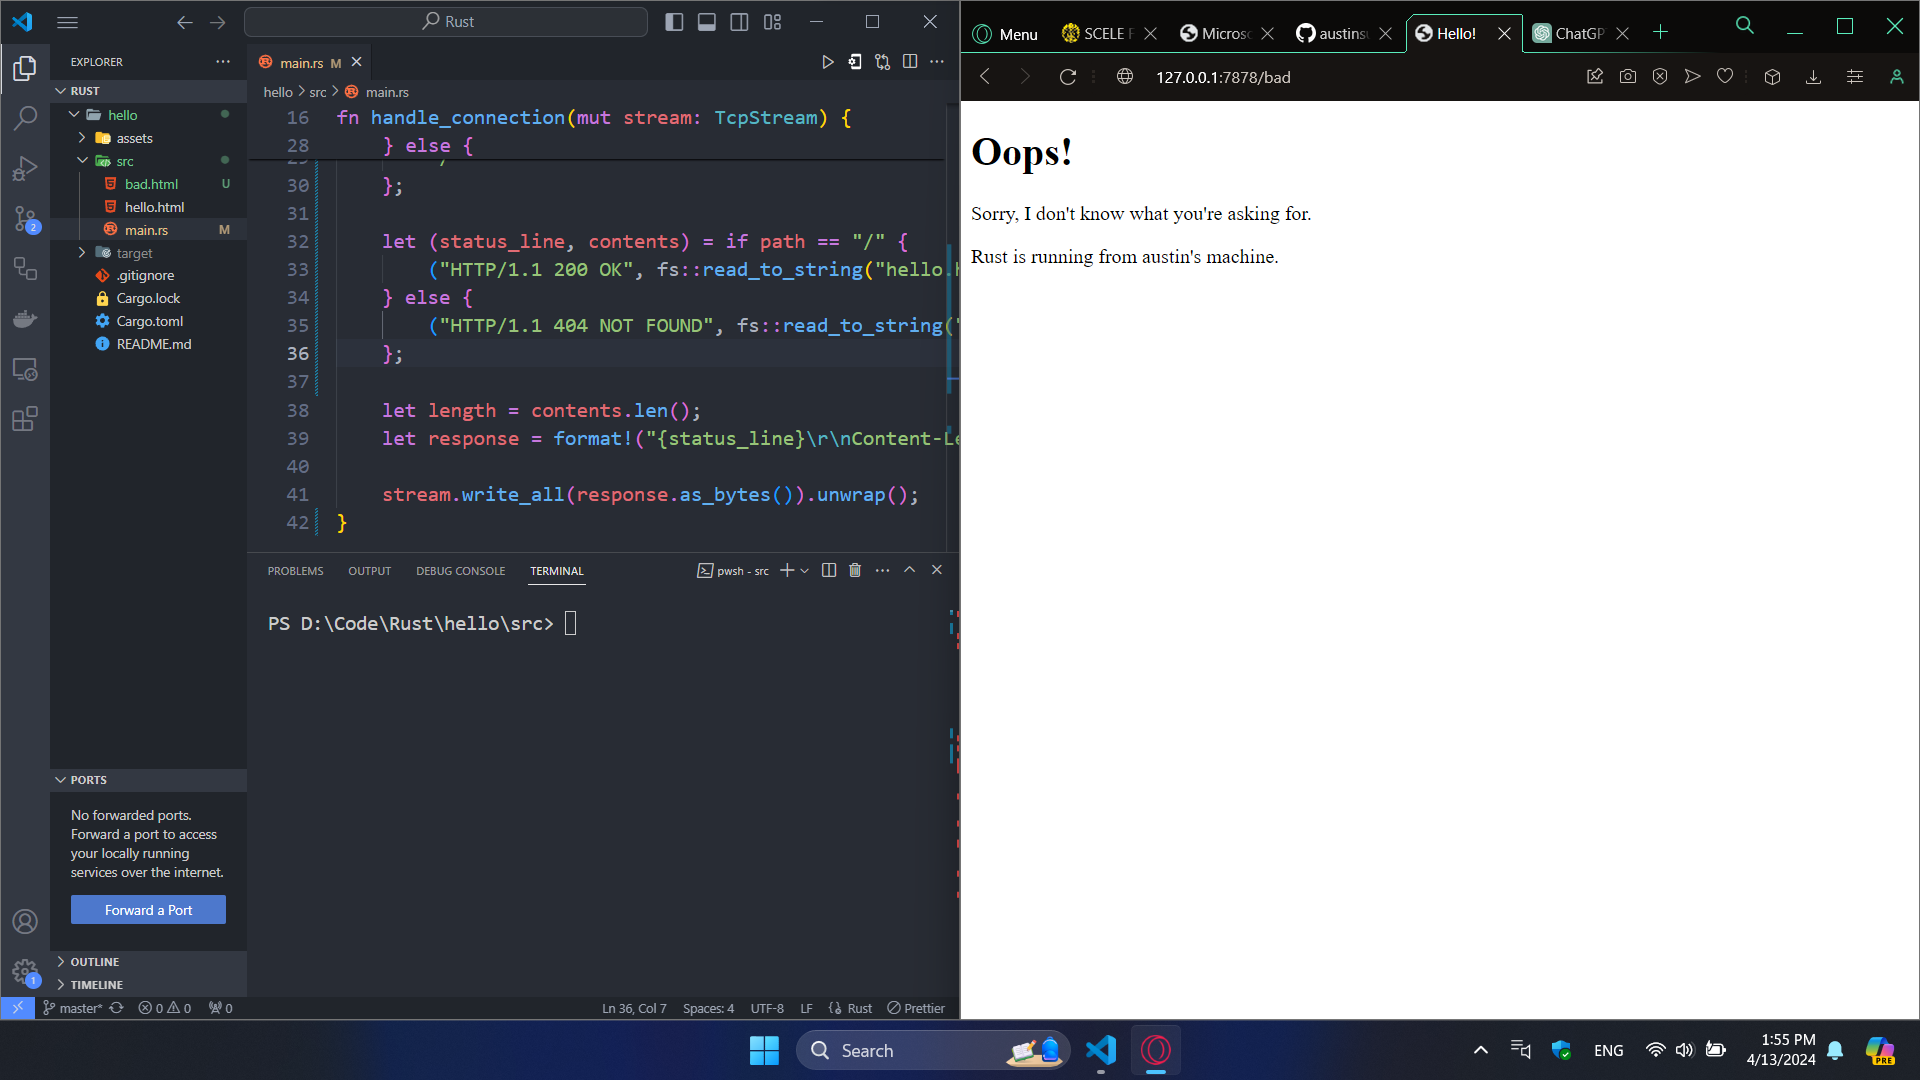 Rust
EXPLORER
RUST
hello
assets
src
bad.html U
hello.html
main.rs M
target
.gitignore
Cargo.lock
Cargo.toml
README.md
PORTS
No forwarded ports.
Forward a port to access
your locally running
services over the internet.
Forward a Port
OUTLINE
TIMELINE
2
1
main.rs M
hello > src > main.rs
16 fn handle_connection(mut stream: TcpStream) {
28 } else {
30 };
31
32 let (status_line, contents) = if path == "/" {
33 ("HTTP/1.1 200 OK", fs::read_to_string("hello.h
34 } else {
35 ("HTTP/1.1 404 NOT FOUND", fs::read_to_string("
36 };
37
38 let length = contents.len();
39 let response = format!("{status_line}\r\nContent-Le
40
41 stream.write_all(response.as_bytes()).unwrap();
42 }
PROBLEMS OUTPUT DEBUG CONSOLE TERMINAL pwsh - src
PS D:\Code\Rust\hello\src>
master* 0 0 0 Ln 36, Col 7 Spaces: 4 UTF-8 LF Rust Prettier
Menu SCELE F Microso austinsu Hello! ChatGP
127.0.0.1:7878/bad
Oops!
Sorry, I don't know what you're asking for.
Rust is running from austin's machine.
Search
ENG
1:55 PM
4/13/2024
PRE